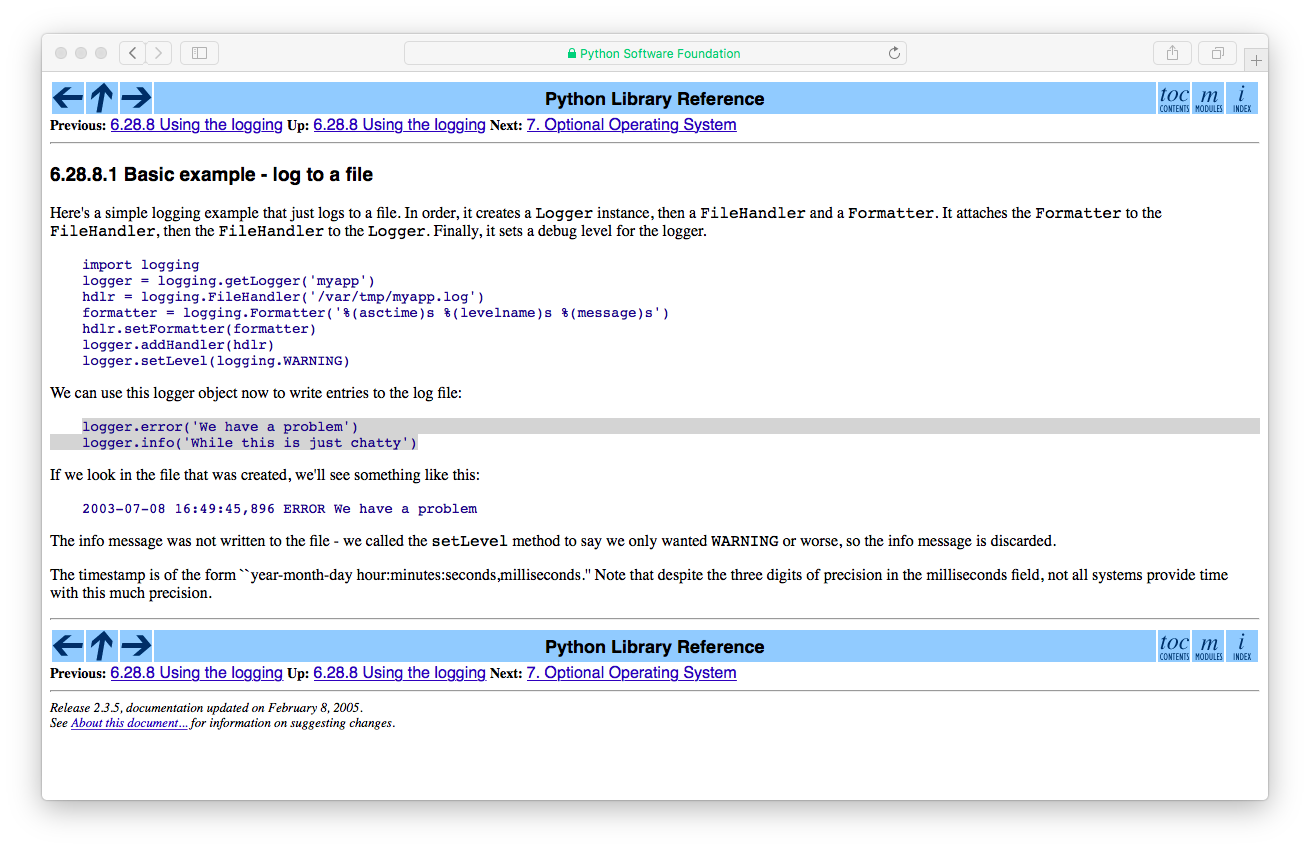 Python Software Foundation
Python Library Reference
toc CONTENTS m MODULES i INDEX
Previous: 6.28.8 Using the logging Up: 6.28.8 Using the logging Next: 7. Optional Operating System
6.28.8.1 Basic example - log to a file
Here's a simple logging example that just logs to a file. In order, it creates a Logger instance, then a FileHandler and a Formatter. It attaches the Formatter to the
FileHandler, then the FileHandler to the Logger. Finally, it sets a debug level for the logger.
import logging
logger = logging.getLogger('myapp')
hdlr = logging.FileHandler('/var/tmp/myapp.log')
formatter = logging.Formatter('%(asctime)s %(levelname)s %(message)s')
hdlr.setFormatter(formatter)
logger.addHandler(hdlr)
logger.setLevel(logging.WARNING)
We can use this logger object now to write entries to the log file:
logger.error('We have a problem')
logger.info('While this is just chatty')
If we look in the file that was created, we'll see something like this:
2003-07-08 16:49:45,896 ERROR We have a problem
The info message was not written to the file - we called the setLevel method to say we only wanted WARNING or worse, so the info message is discarded.
The timestamp is of the form ``year-month-day hour:minutes:seconds,milliseconds.'' Note that despite the three digits of precision in the milliseconds field, not all systems provide time
with this much precision.
Python Library Reference
toc CONTENTS m MODULES i INDEX
Previous: 6.28.8 Using the logging Up: 6.28.8 Using the logging Next: 7. Optional Operating System
Release 2.3.5, documentation updated on February 8, 2005.
See About this document... for information on suggesting changes.